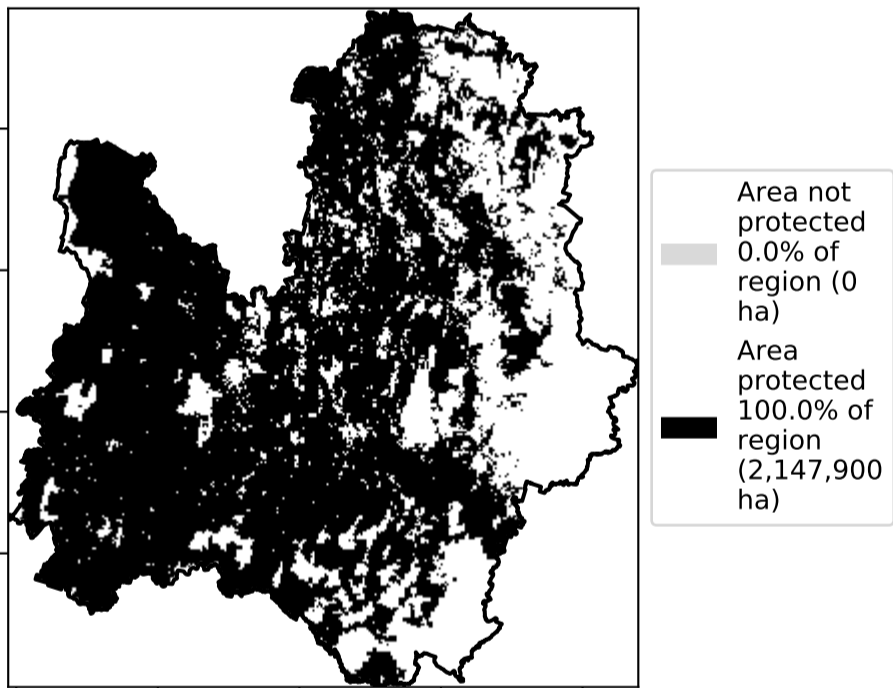 Area not
protected
0.0% of
region (0
ha)
Area
protected
100.0% of
region
(2,147,900
ha)